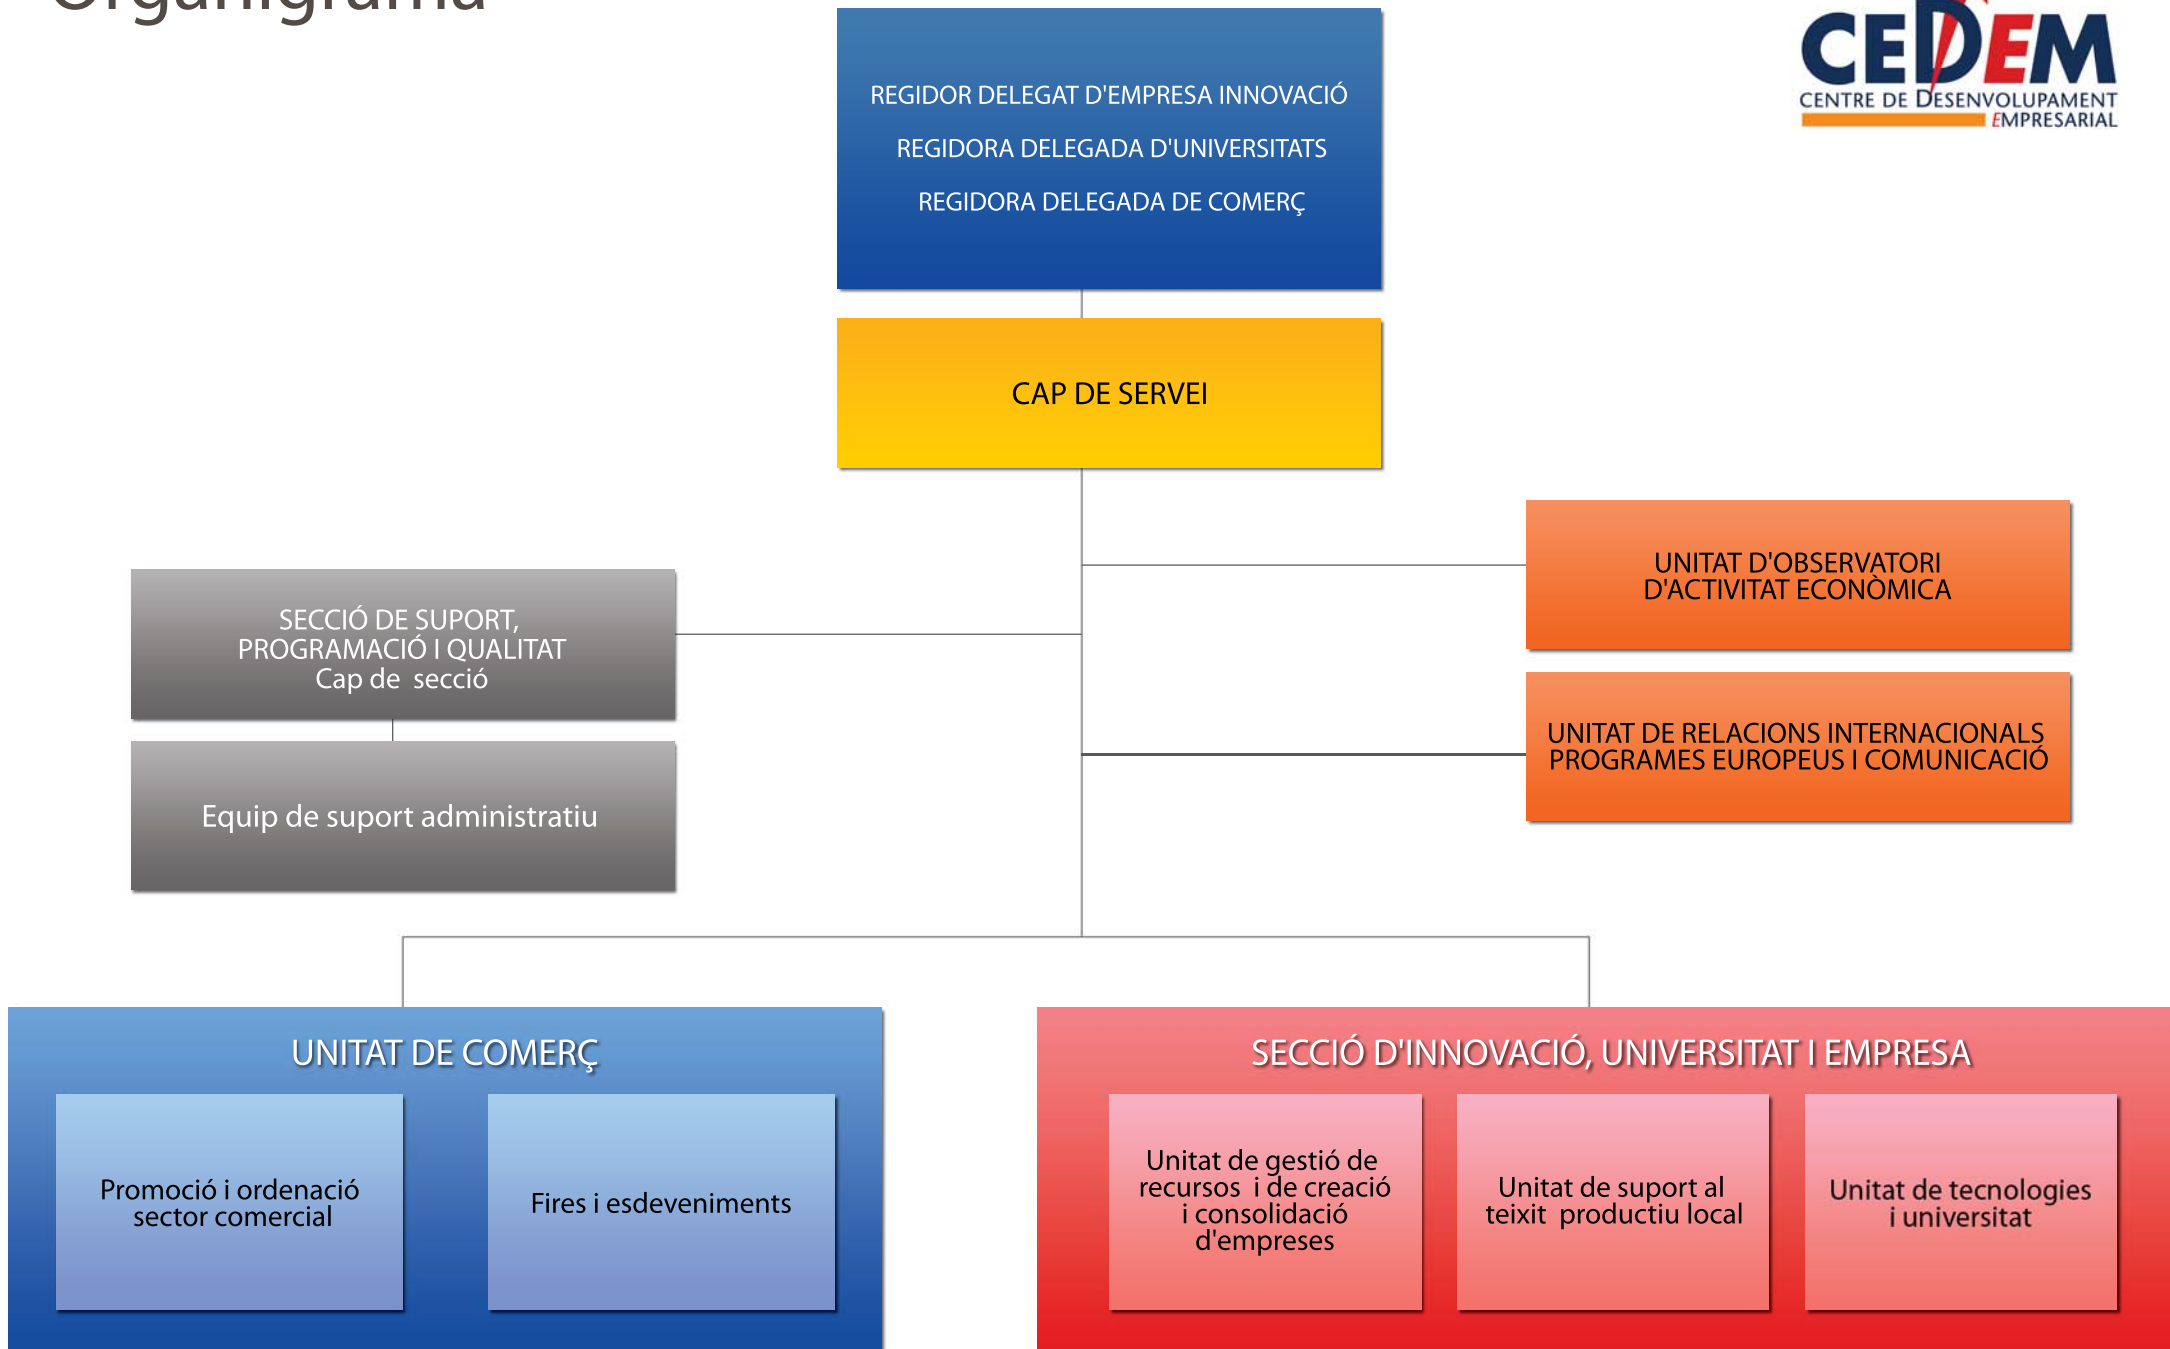 Organigrama
CEDEM
CENTRE DE DESENVOLUPAMENT
EMPRESARIAL
REGIDOR DELEGAT D'EMPRESA INNOVACIÓ
REGIDORA DELEGADA D'UNIVERSITATS
REGIDORA DELEGADA DE COMERÇ
CAP DE SERVEI
UNITAT D'OBSERVATORI
D'ACTIVITAT ECONÒMICA
SECCIÓ DE SUPORT,
PROGRAMACIÓ I QUALITAT
Cap de secció
UNITAT DE RELACIONS INTERNACIONALS
PROGRAMES EUROPEUS I COMUNICACIÓ
Equip de suport administratiu
UNITAT DE COMERÇ
Promoció i ordenació
sector comercial
Fires i esdeveniments
SECCIÓ D'INNOVACIÓ, UNIVERSITAT I EMPRESA
Unitat de gestió de
recursos i de creació
i consolidació
d'empreses
Unitat de suport al
teixit productiu local
Unitat de tecnologies
i universitat